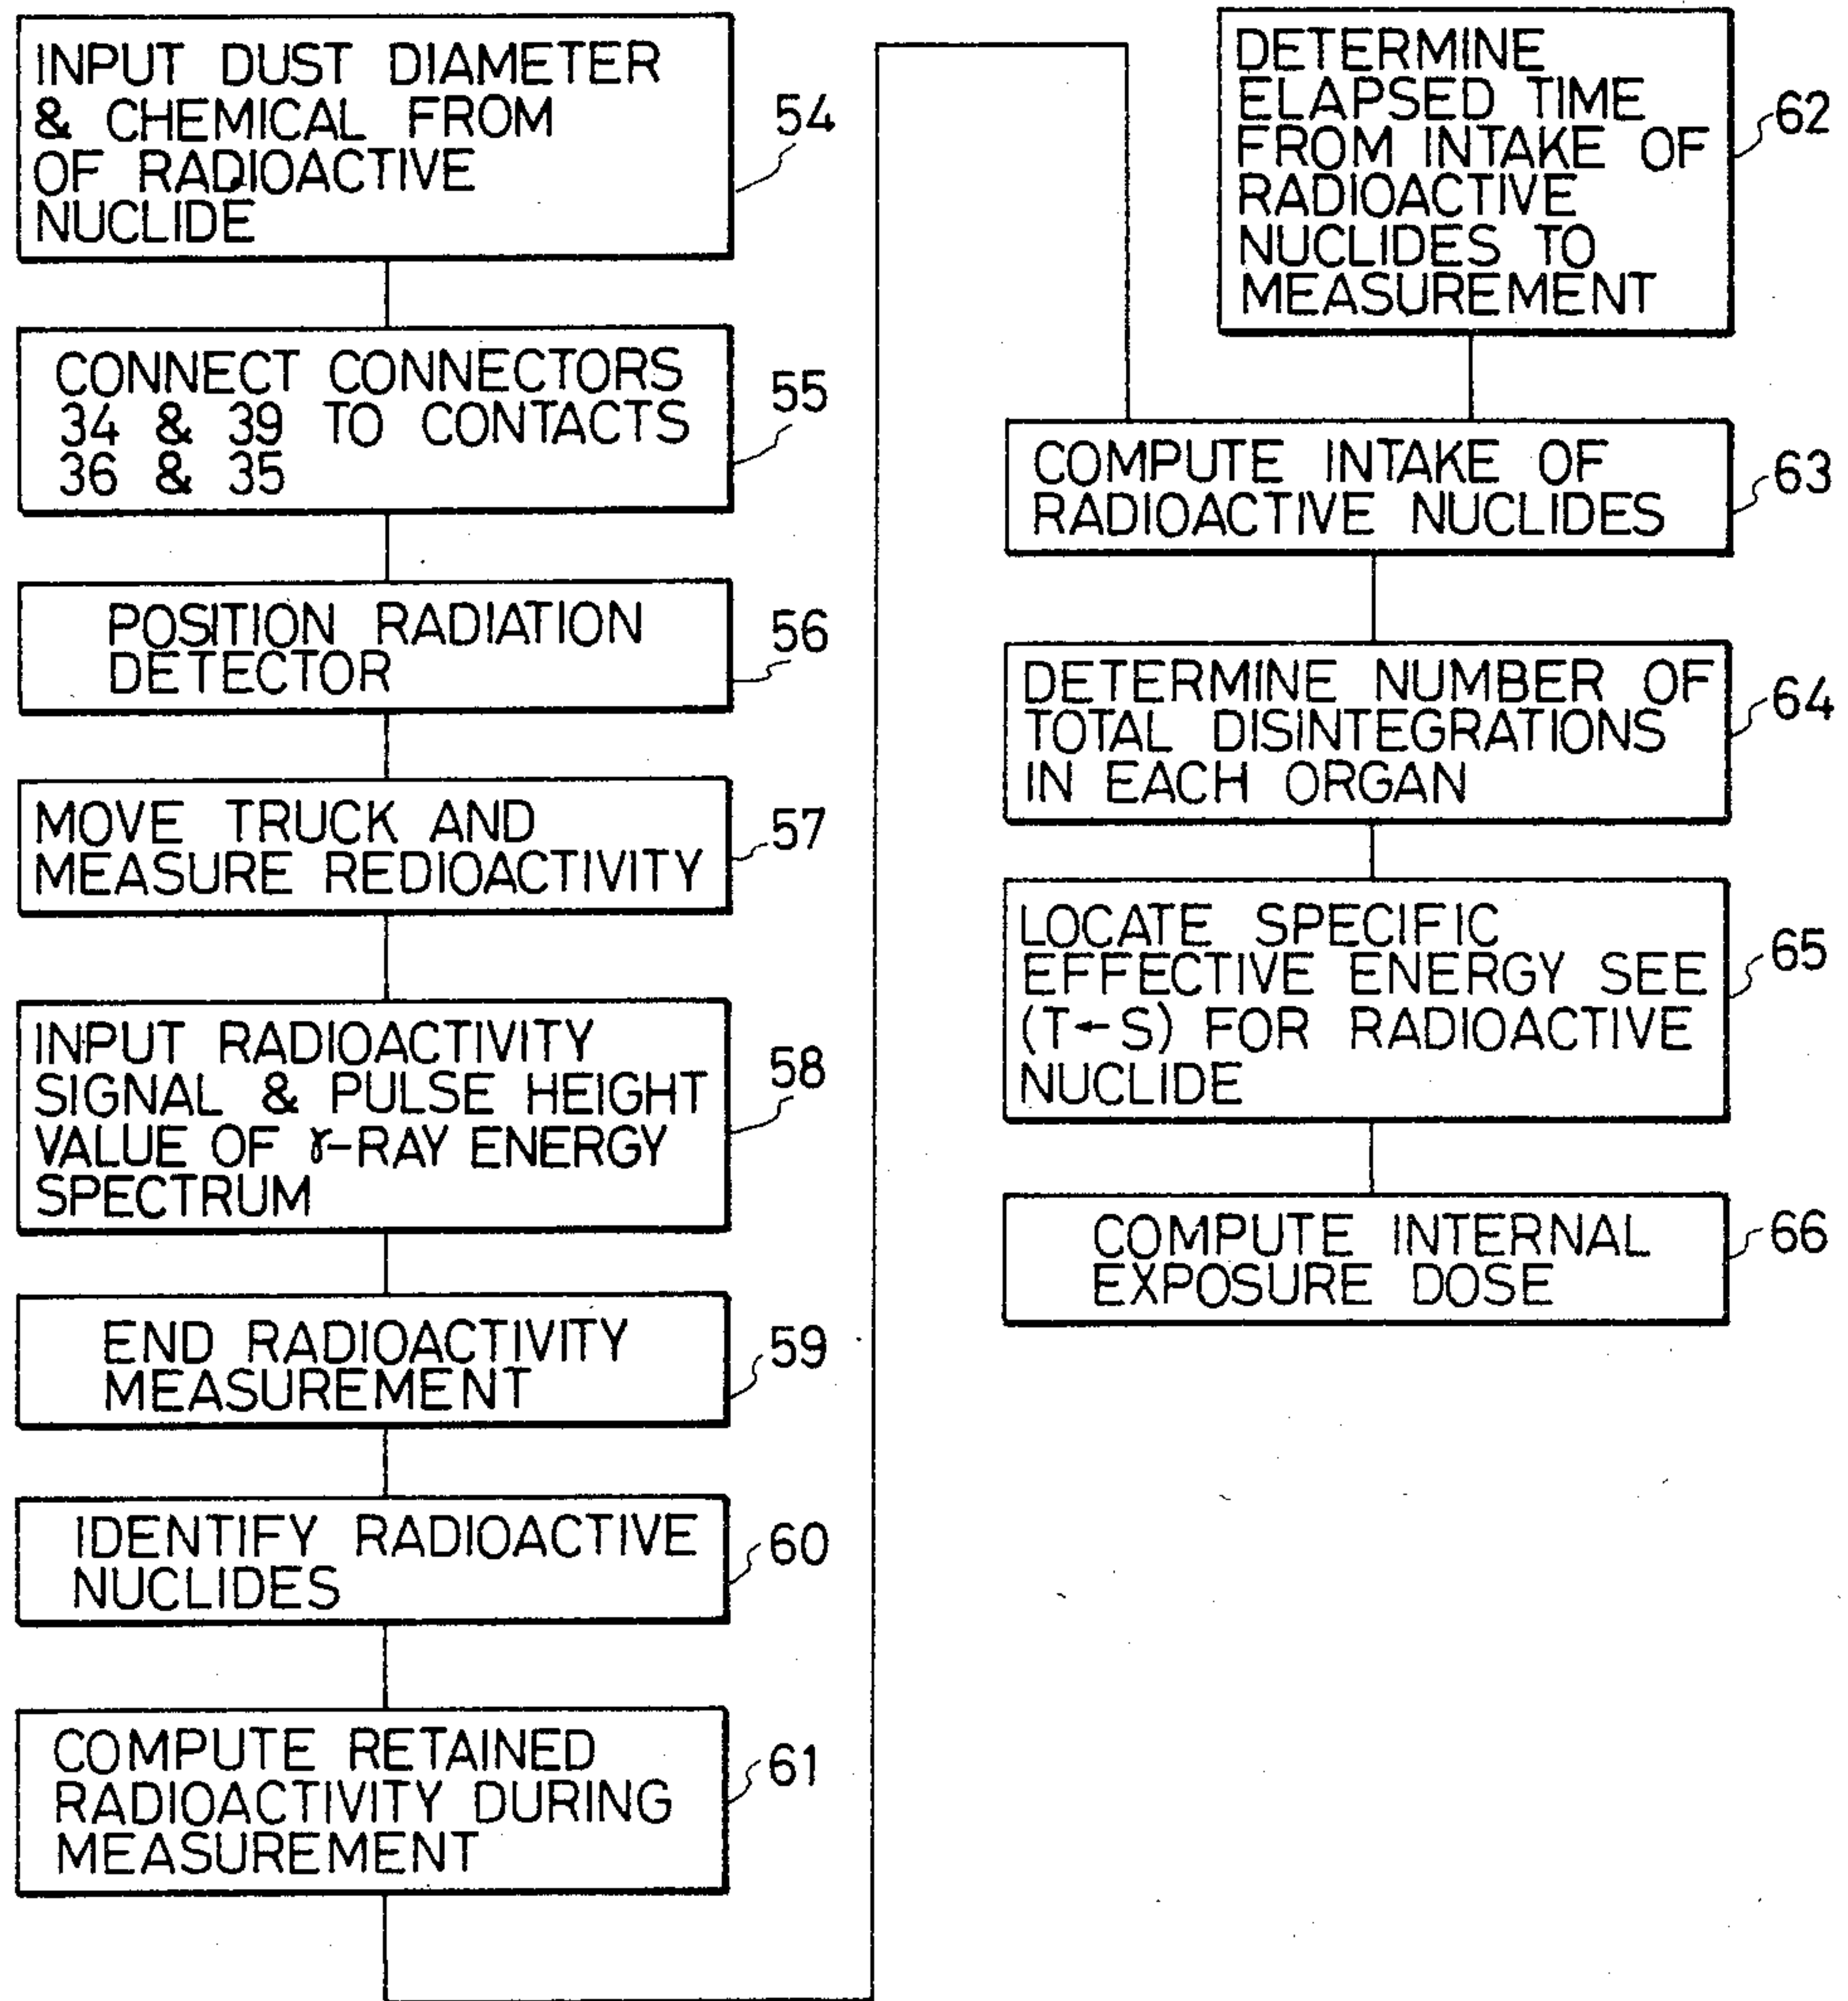 INPUT DUST DIAMETER
& CHEMICAL FROM
OF RADIOACTIVE
NUCLIDE
54
CONNECT CONNECTORS
34 & 39 TO CONTACTS
36 & 35
55
POSITION RADIATION
DETECTOR
56
MOVE TRUCK AND
MEASURE REDIOACTIVITY
57
INPUT RADIOACTIVITY
SIGNAL & PULSE HEIGHT
VALUE OF γ-RAY ENERGY
SPECTRUM
58
END RADIOACTIVITY
MEASUREMENT
59
IDENTIFY RADIOACTIVE
NUCLIDES
60
COMPUTE RETAINED
RADIOACTIVITY DURING
MEASUREMENT
61
DETERMINE
ELAPSED TIME
FROM INTAKE OF
RADIOACTIVE
NUCLIDES TO
MEASUREMENT
62
COMPUTE INTAKE OF
RADIOACTIVE NUCLIDES
63
DETERMINE NUMBER OF
TOTAL DISINTEGRATIONS
IN EACH ORGAN
64
LOCATE SPECIFIC
EFFECTIVE ENERGY SEE
(T←S) FOR RADIOACTIVE
NUCLIDE
65
COMPUTE INTERNAL
EXPOSURE DOSE
66